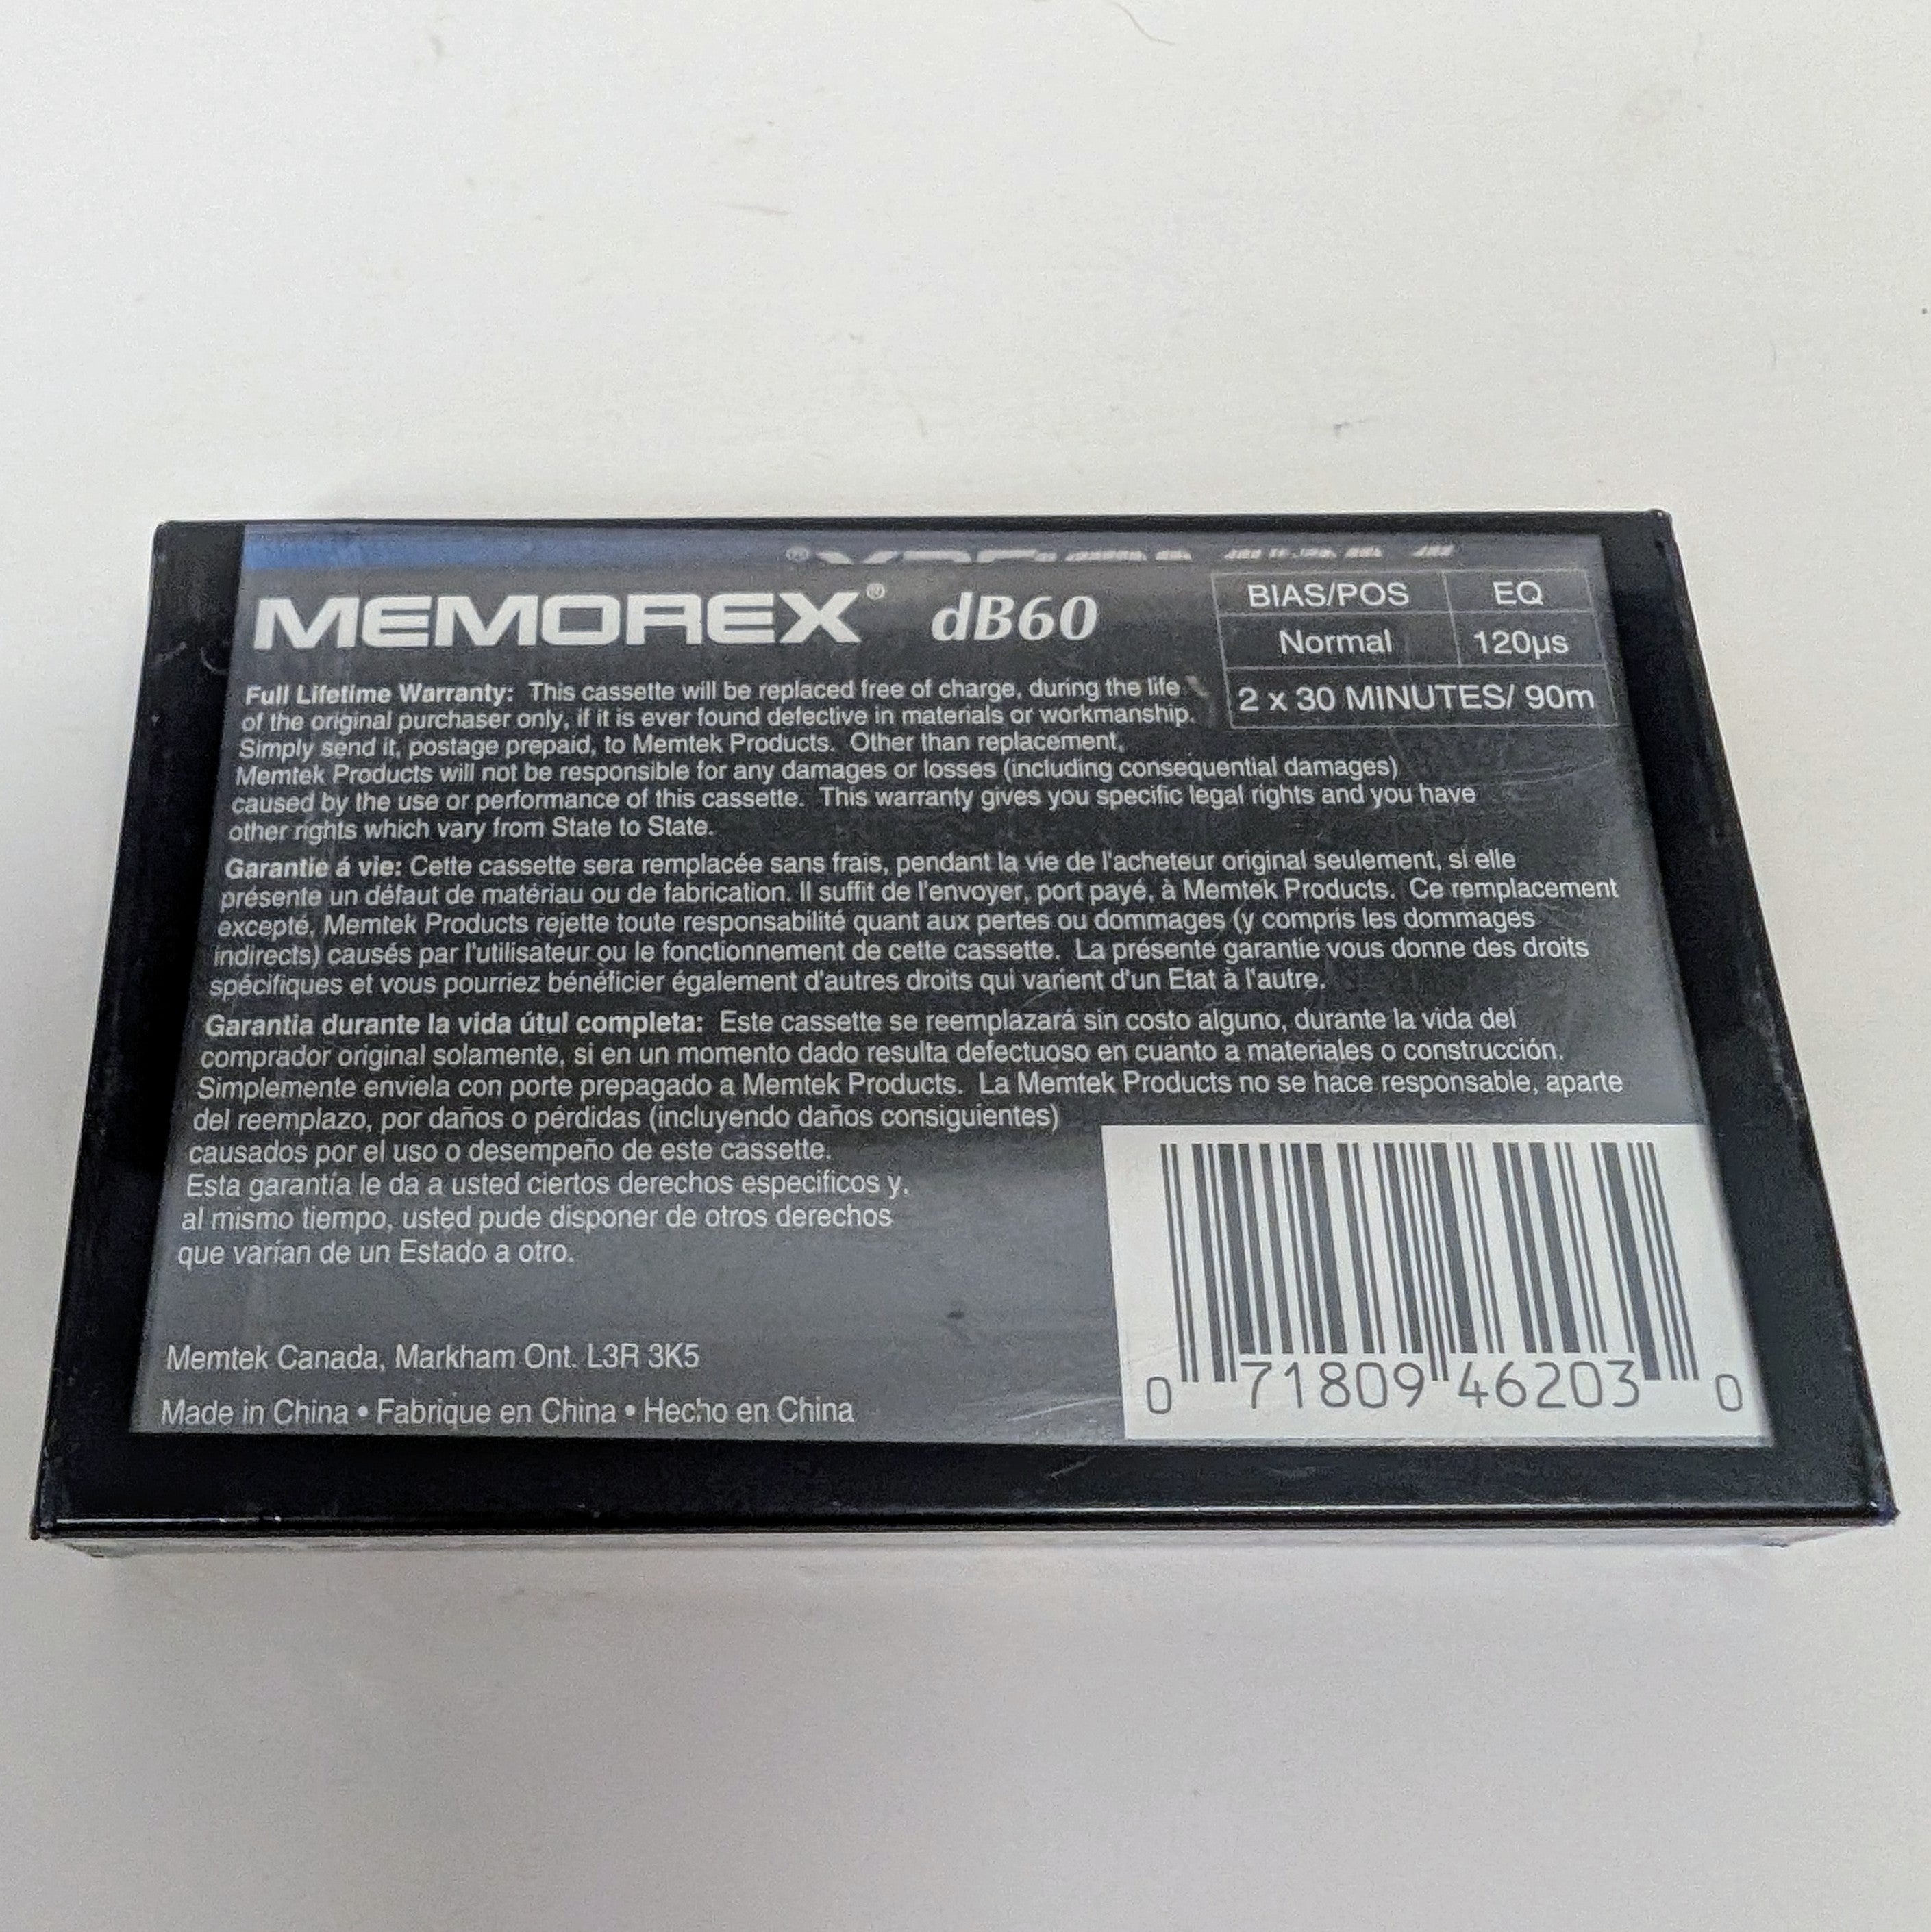 MEMOREX® dB60
BIAS/POS EQ
Normal 120µs
2 x 30 MINUTES/ 90m
Full Lifetime Warranty: This cassette will be replaced free of charge, during the life
of the original purchaser only, if it is ever found defective in materials or workmanship.
Simply send it, postage prepaid, to Memtek Products. Other than replacement,
Memtek Products will not be responsible for any damages or losses (including consequential damages)
caused by the use or performance of this cassette. This warranty gives you specific legal rights and you have
other rights which vary from State to State.
Garantie á vie: Cette cassette sera remplacée sans frais, pendant la vie de l'acheteur original seulement, si elle
présente un défaut de matériau ou de fabrication. Il suffit de l'envoyer, port payé, à Memtek Products. Ce remplacement
excepté, Memtek Products rejette toute responsabilité quant aux pertes ou dommages (y compris les dommages
indirects) causés par l'utilisateur ou le fonctionnement de cette cassette. La présente garantie vous donne des droits
spécifiques et vous pourriez bénéficier également d'autres droits qui varient d'un Etat à l'autre.
Garantia durante la vida útul completa: Este cassette se reemplazará sin costo alguno, durante la vida del
comprador original solamente, si en un momento dado resulta defectuoso en cuanto a materiales o construcción.
Simplemente envíela con porte prepagado a Memtek Products. La Memtek Products no se hace responsable, aparte
del reemplazo, por daños o pérdidas (incluyendo daños consiguientes)
causados por el uso o desempeño de este cassette.
Esta garantía le da a usted ciertos derechos especificos y,
al mismo tiempo, usted pude disponer de otros derechos
que varían de un Estado a otro.
Memtek Canada, Markham Ont. L3R 3K5
Made in China • Fabrique en China • Hecho en China
0 71809 46203 0